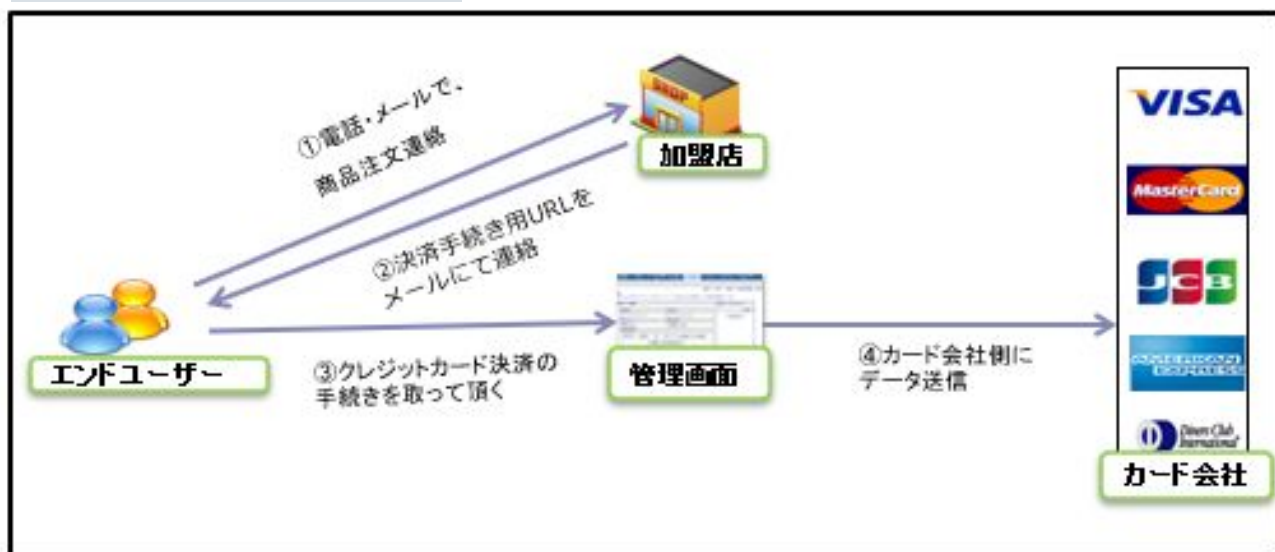 ①電話・メールで、
商品注文連絡
SHOP
加盟店
②決済手続き用URLを
メールにて連絡
エンドユーザー
③クレジットカード決済の
手続きを取って頂く
管理画面
④カード会社側に
データ送信
VISA
MasterCard
JCB
AMERICAN EXPRESS
Diners Club
International
カード会社